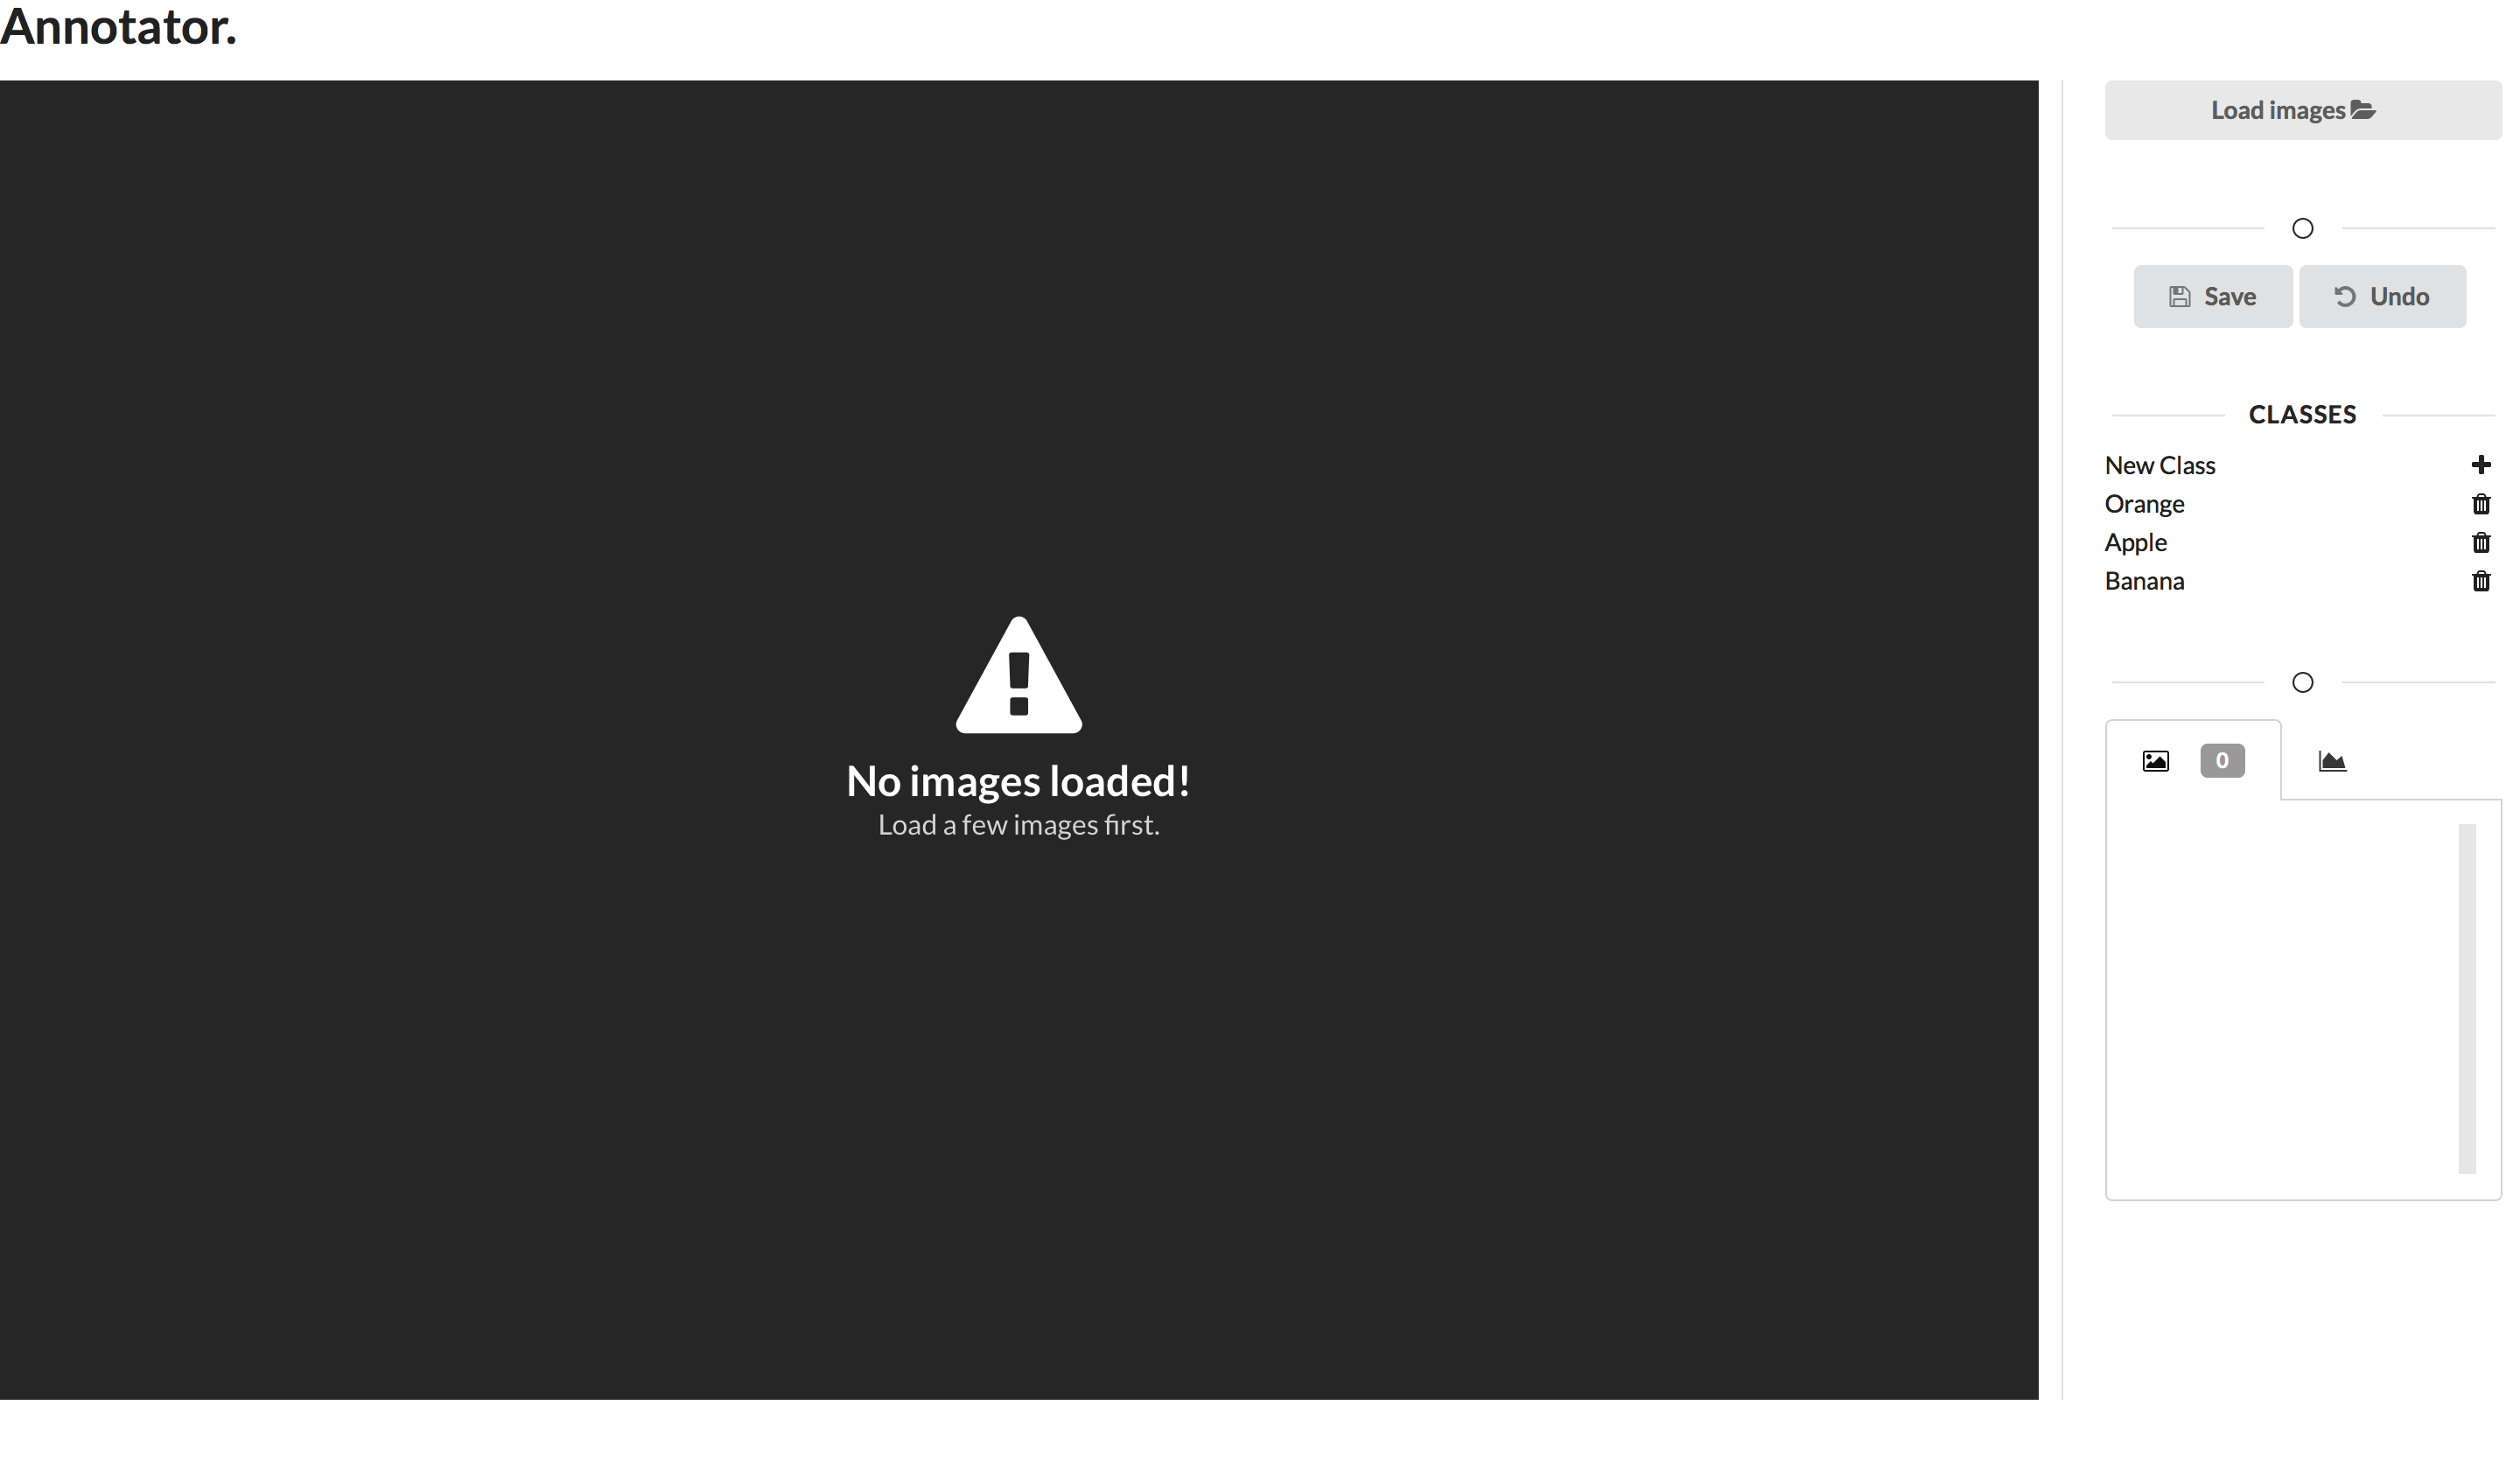 Annotator.
Load images
Save
Undo
CLASSES
New Class
Orange
Apple
Banana
No images loaded!
Load a few images first.
0